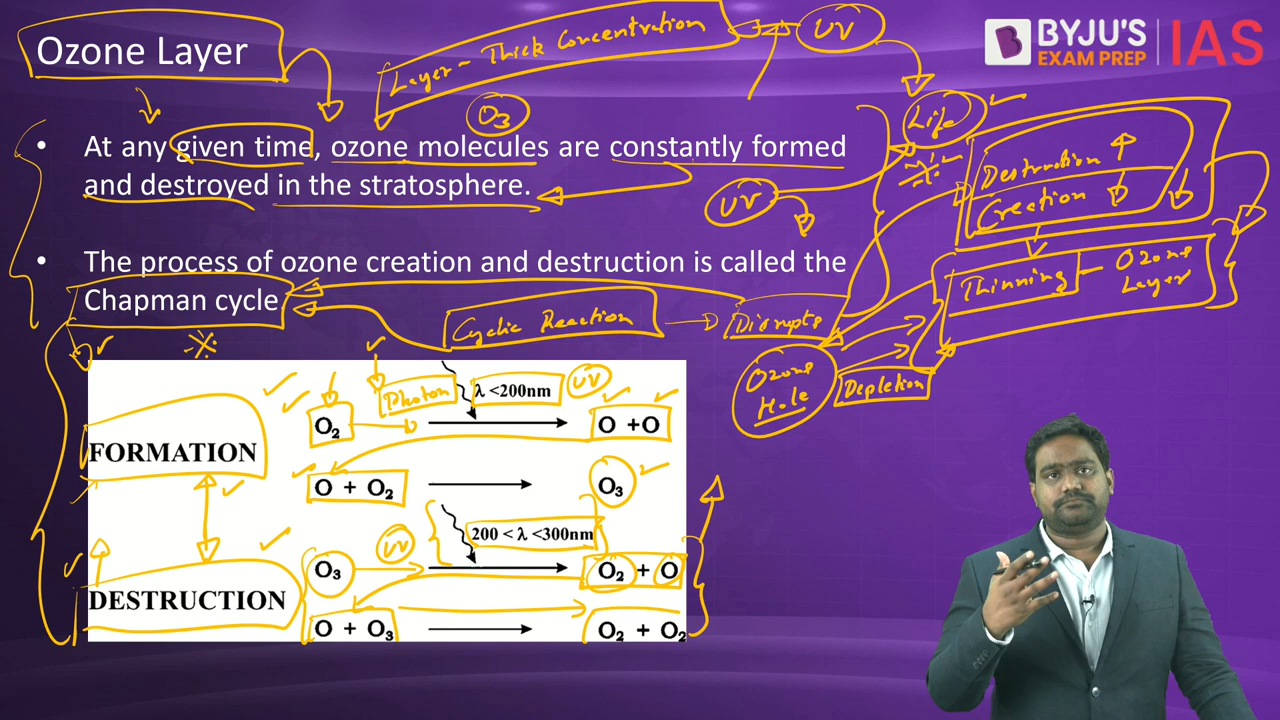 Ozone Layer
Layer - Thick Concentration
UV
BYJU'S
EXAM PREP
IAS
O3
Life
• At any given time, ozone molecules are constantly formed
and destroyed in the stratosphere.
UV
Destruction ↑
Creation ↓
Thinning - Ozone
Layer
• The process of ozone creation and destruction is called the
Chapman cycle
Cyclic Reaction
Disrupts
Ozone
Hole
Depletion
Photon
λ <200nm
UV
FORMATION
O₂ → O +O
O + O₂ → O₃
200 < λ <300nm
UV
DESTRUCTION
O₃ → O₂ + O
O + O₃ → O₂ + O₂